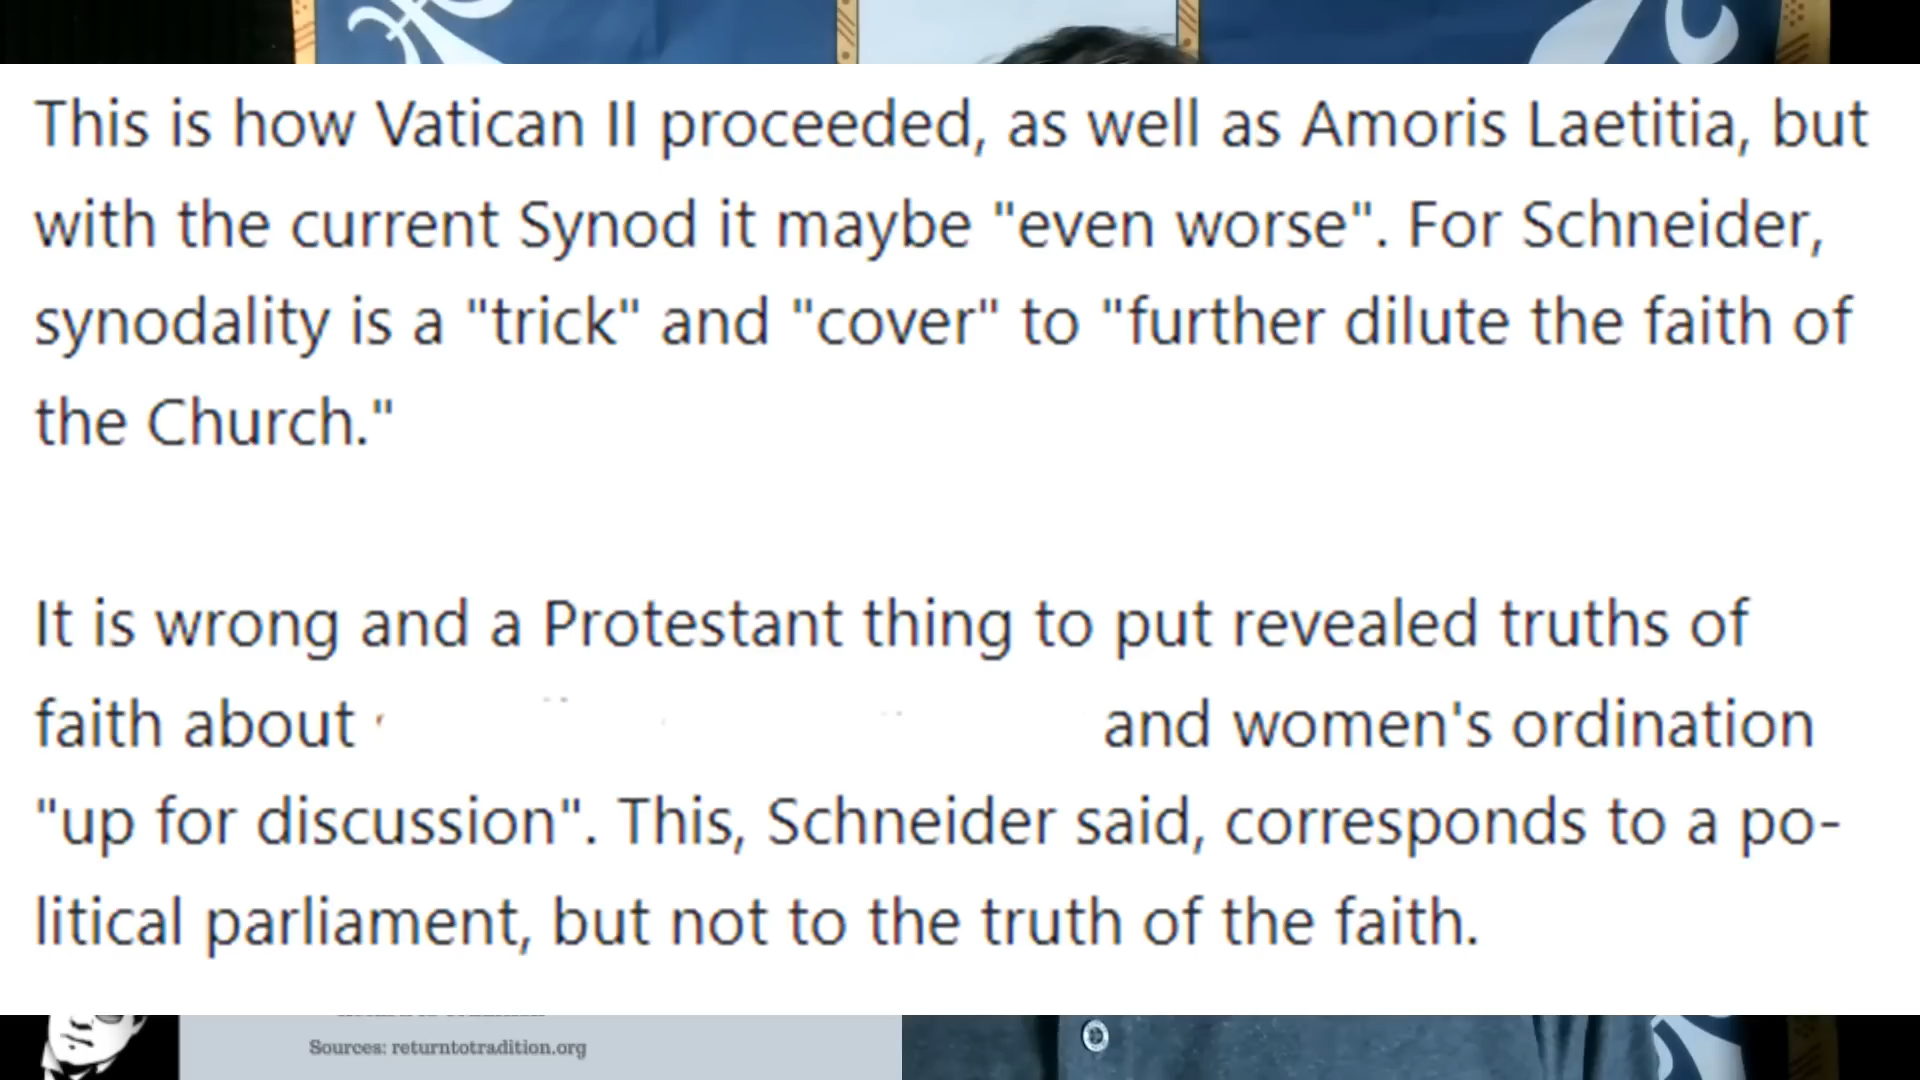 This is how Vatican II proceeded, as well as Amoris Laetitia, but
with the current Synod it maybe "even worse". For Schneider,
synodality is a "trick" and "cover" to "further dilute the faith of
the Church."
It is wrong and a Protestant thing to put revealed truths of
faith about and women's ordination
"up for discussion". This, Schneider said, corresponds to a po-
litical parliament, but not to the truth of the faith.
Sources: returntotradition.org